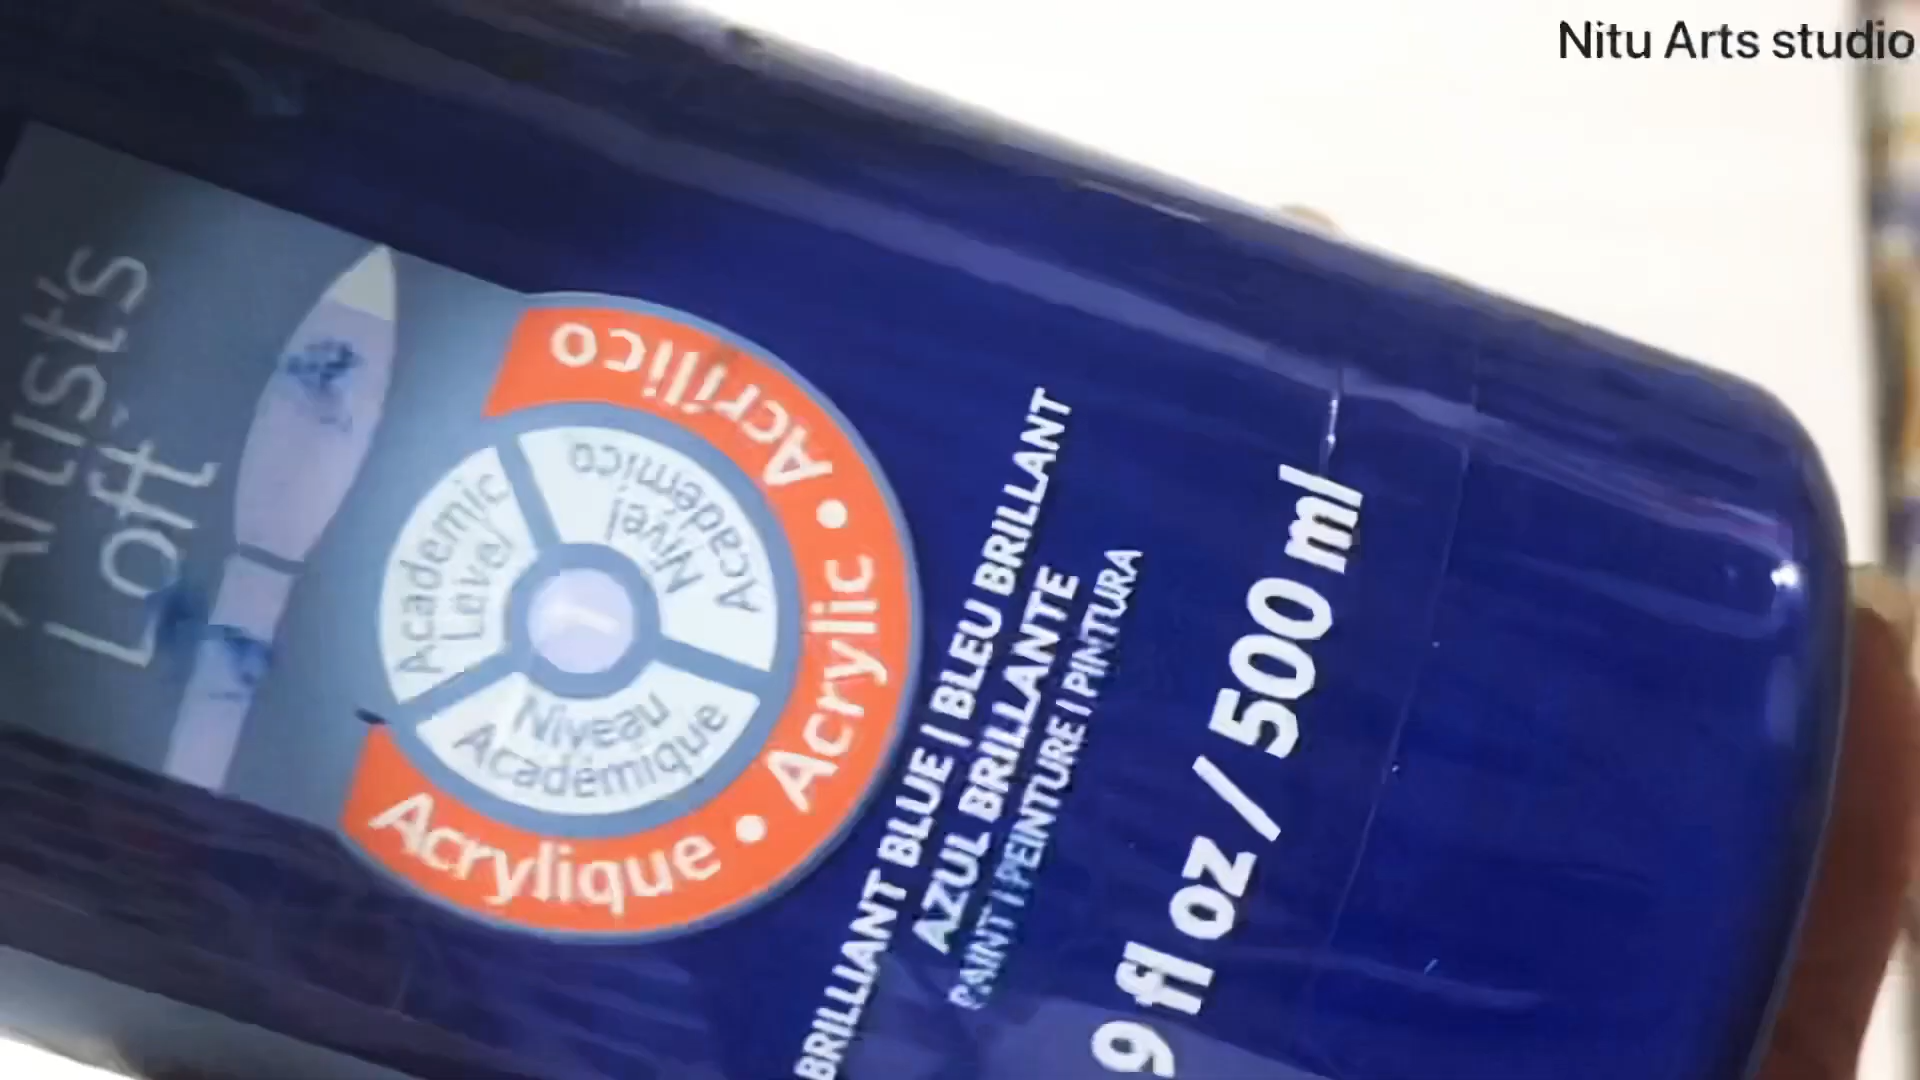 Nitu Arts studio
Artist's
Loft
Acrylique • Acrylic • Acrílico
Academic
Level
Nivel
Académico
Niveau
Académique
BRILLIANT BLUE | BLEU BRILLANT
AZUL BRILLANTE
PAINT | PEINTURE | PINTURA
9 fl oz / 500 ml